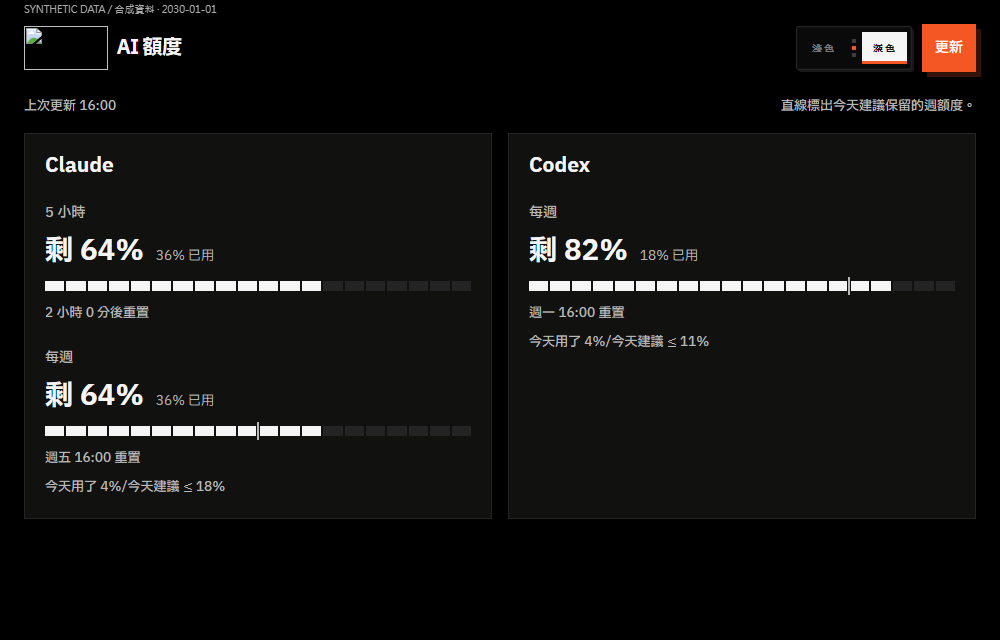 SYNTHETIC DATA / 合成資料 · 2030-01-01
AI 額度
淺色
深色
更新
上次更新 16:00
直線標出今天建議保留的週額度。
Claude
5 小時
剩 64% 36% 已用
2 小時 0 分後重置
每週
剩 64% 36% 已用
週五 16:00 重置
今天用了 4%/今天建議 ≤ 18%
Codex
每週
剩 82% 18% 已用
週一 16:00 重置
今天用了 4%/今天建議 ≤ 11%